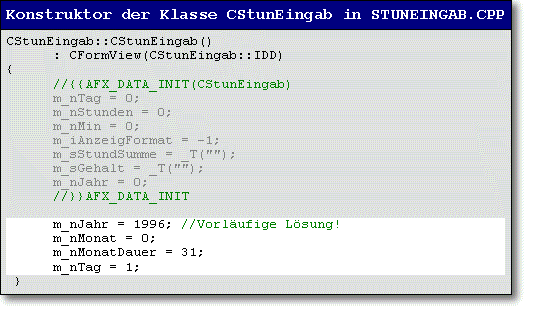 Konstruktor der Klasse CStunEingab in STUNEINGAB.CPP
CStunEingab::CStunEingab()
: CFormView(CStunEingab::IDD)
{
//{{AFX_DATA_INIT(CStunEingab)
m_nTag = 0;
m_nStunden = 0;
m_nMin = 0;
m_iAnzeigFormat = -1;
m_sStundSumme = _T("");
m_sGehalt = _T("");
m_nJahr = 0;
//}}AFX_DATA_INIT
m_nJahr = 1996; //Vorläufige Lösung!
m_nMonat = 0;
m_nMonatDauer = 31;
m_nTag = 1;
}